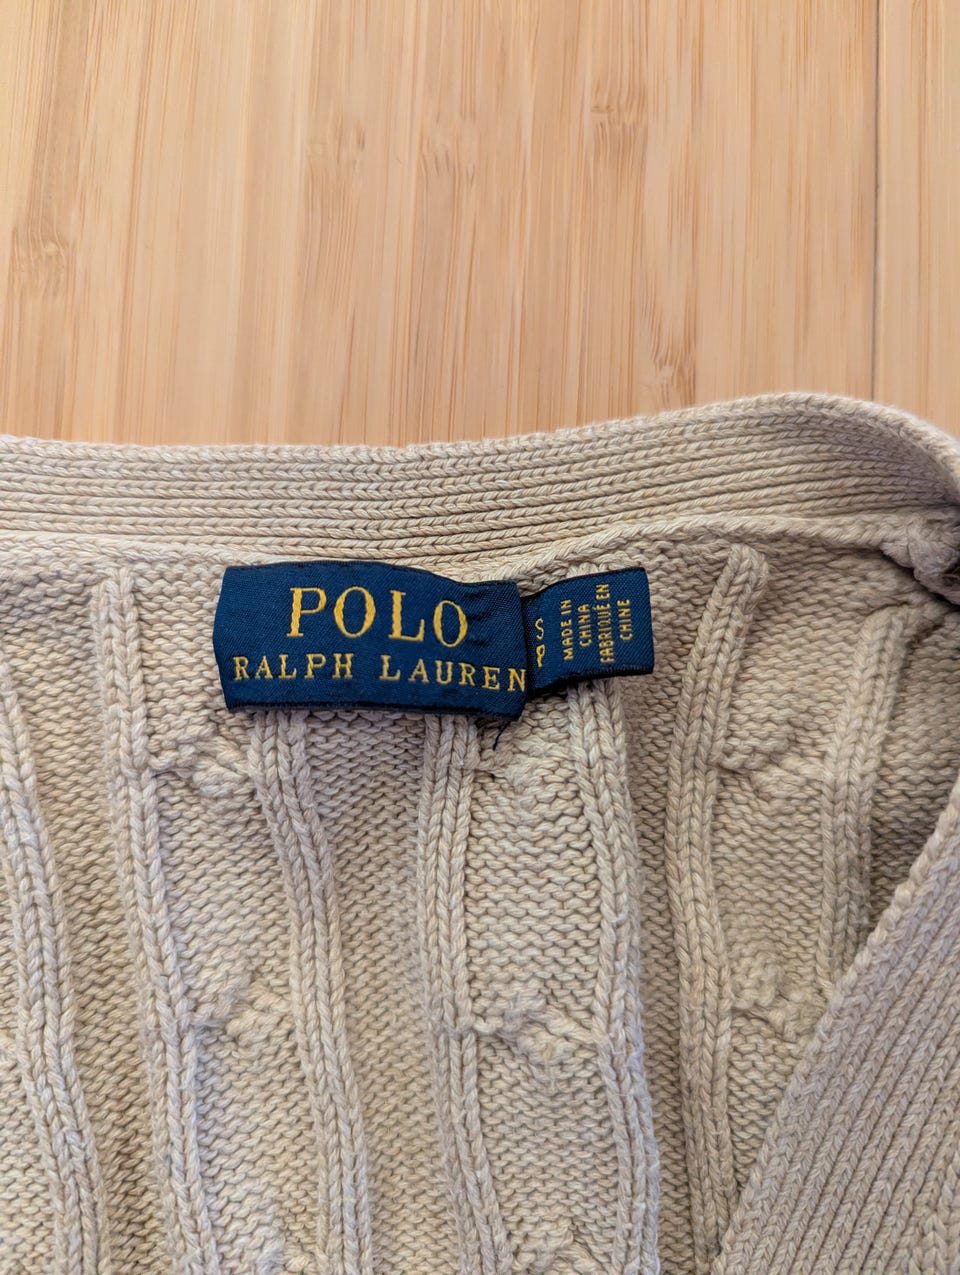 POLO
RALPH LAUREN
MADE IN
CHINA
FABRIQUÉ EN
CHINE